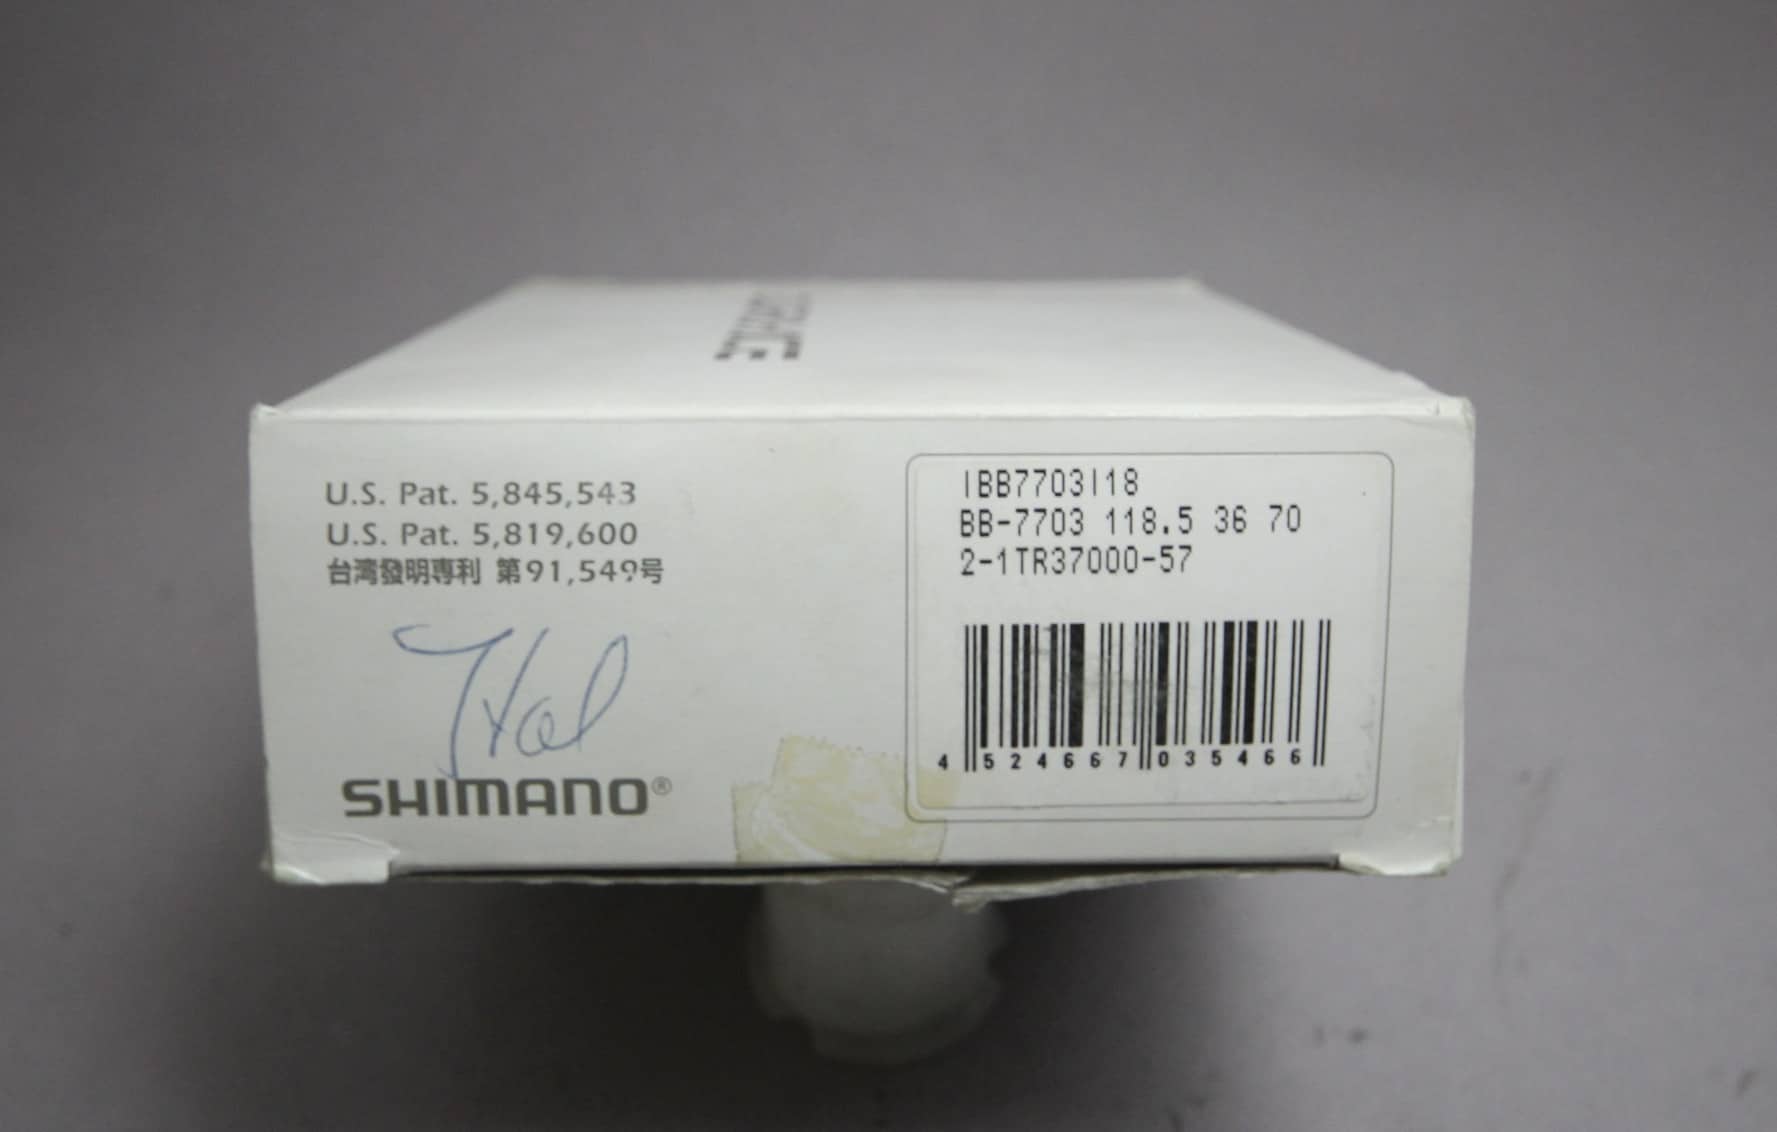 U.S. Pat. 5,845,543
U.S. Pat. 5,819,600
台湾發明専利 第91,549号
SHIMANO®
IBB7703I18
BB-7703 118.5 36 70
2-1TR37000-57
4 524667 035466